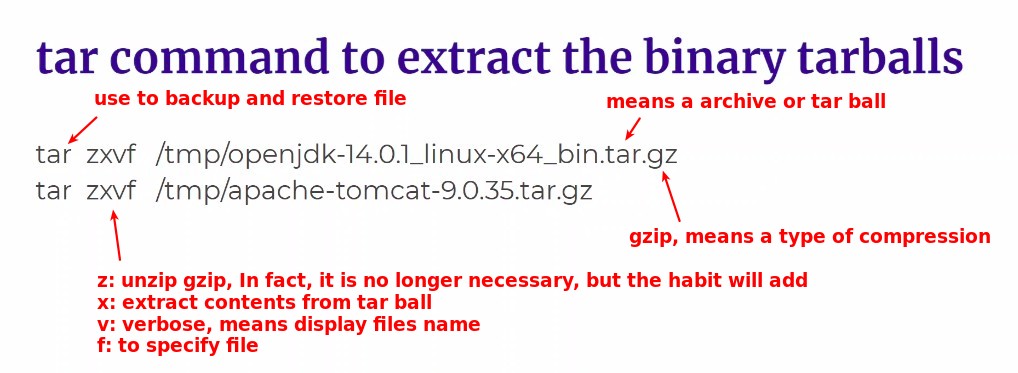 tar command to extract the binary tarballs
use to backup and restore file
means a archive or tar ball
tar zxvf /tmp/openjdk-14.0.1_linux-x64_bin.tar.gz
tar zxvf /tmp/apache-tomcat-9.0.35.tar.gz
gzip, means a type of compression
z: unzip gzip, In fact, it is no longer necessary, but the habit will add
x: extract contents from tar ball
v: verbose, means display files name
f: to specify file